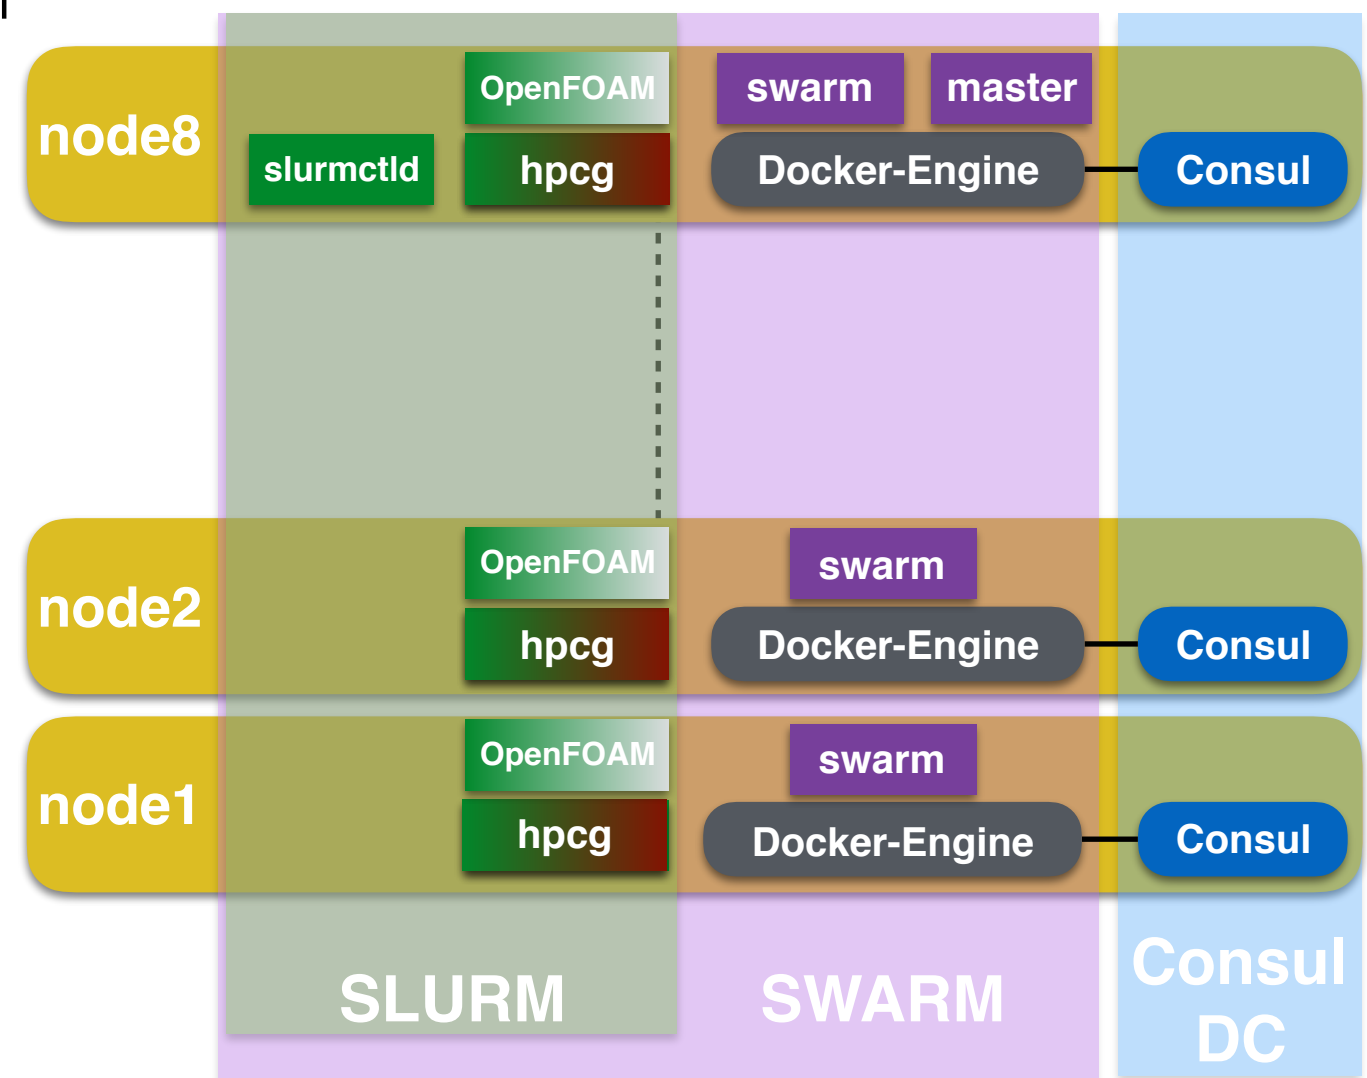 OpenFOAM
swarm
master
node8
slurmctld
hpcg
Docker-Engine
Consul
OpenFOAM
swarm
node2
hpcg
Docker-Engine
Consul
OpenFOAM
swarm
node1
hpcg
Docker-Engine
Consul
SLURM
SWARM
Consul
DC